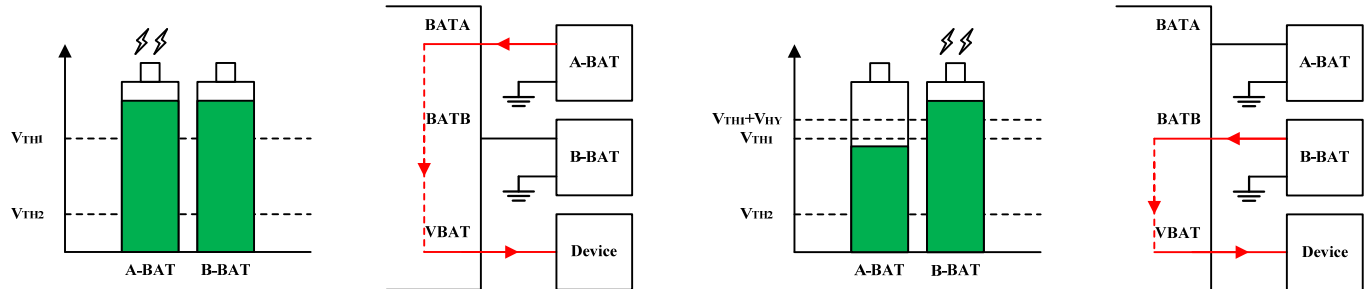 VTH1
VTH2
A-BAT
B-BAT
BATA
BATB
VBAT
A-BAT
B-BAT
Device
VTH1+VHY
VTH1
VTH2
A-BAT
B-BAT
BATA
BATB
VBAT
A-BAT
B-BAT
Device